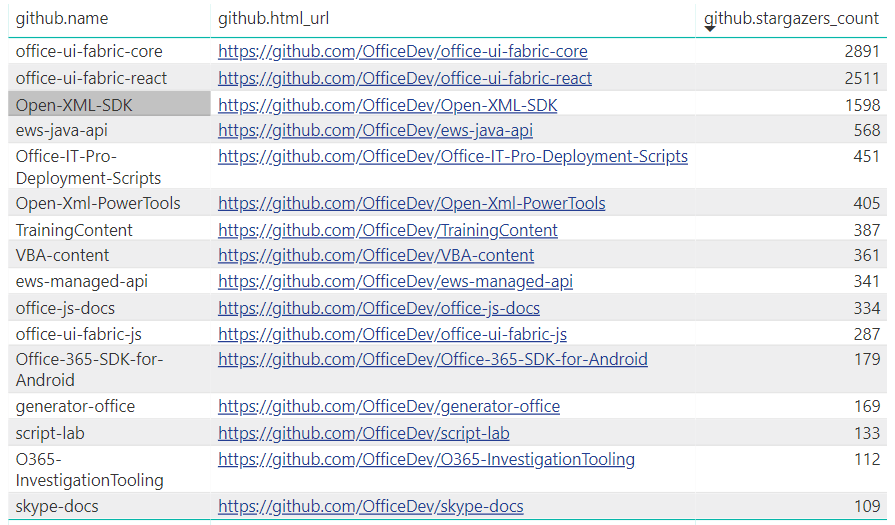 github.name github.html_url github.stargazers_count
office-ui-fabric-core https://github.com/OfficeDev/office-ui-fabric-core 2891
office-ui-fabric-react https://github.com/OfficeDev/office-ui-fabric-react 2511
Open-XML-SDK https://github.com/OfficeDev/Open-XML-SDK 1598
ews-java-api https://github.com/OfficeDev/ews-java-api 568
Office-IT-Pro- https://github.com/OfficeDev/Office-IT-Pro-Deployment-Scripts 451
Deployment-Scripts
Open-Xml-PowerTools https://github.com/OfficeDev/Open-Xml-PowerTools 405
TrainingContent https://github.com/OfficeDev/TrainingContent 387
VBA-content https://github.com/OfficeDev/VBA-content 361
ews-managed-api https://github.com/OfficeDev/ews-managed-api 341
office-js-docs https://github.com/OfficeDev/office-js-docs 334
office-ui-fabric-js https://github.com/OfficeDev/office-ui-fabric-js 287
Office-365-SDK-for- https://github.com/OfficeDev/Office-365-SDK-for-Android 179
Android
generator-office https://github.com/OfficeDev/generator-office 169
script-lab https://github.com/OfficeDev/script-lab 133
O365- https://github.com/OfficeDev/O365-InvestigationTooling 112
InvestigationTooling
skype-docs https://github.com/OfficeDev/skype-docs 109